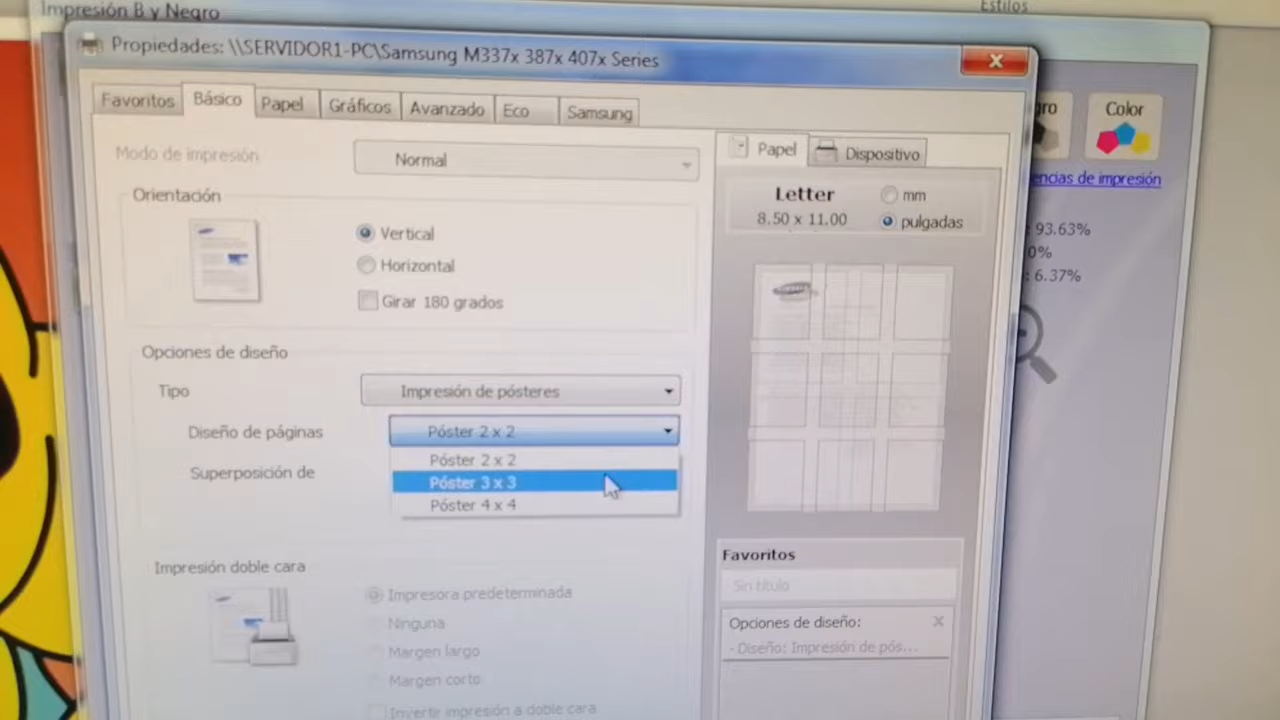 Impresión B y Negro
Estilos
Propiedades: \\SERVIDOR1-PC\Samsung M337x 387x 407x Series
Favoritos
Básico
Papel
Gráficos
Avanzado
Eco
Samsung
Modo de impresión
Normal
Orientación
Vertical
Horizontal
Girar 180 grados
Opciones de diseño
Tipo
Impresión de pósteres
Diseño de páginas
Póster 2 x 2
Póster 2 x 2
Póster 3 x 3
Póster 4 x 4
Superposición de
Impresión doble cara
Impresora predeterminada
Ninguna
Margen largo
Margen corto
Invertir impresión a doble cara
Papel
Dispositivo
Letter
8.50 x 11.00
mm
pulgadas
Favoritos
Sin título
Opciones de diseño:
- Diseño: Impresión de pós...
gro
Color
encias de impresión
: 93.63%
0%
: 6.37%